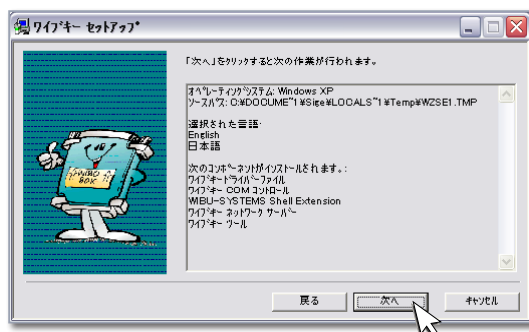 ワイブキー セットアップ
「次へ」をクリックすると次の作業が行われます。
オペレーティングシステム: Windows XP
ソースパス: C:¥DOCUME~1¥Sige¥LOCALS~1¥Temp¥WZSE1.TMP
選択された言語:
English
日本語
次のコンポーネントがインストールされます。:
ワイブキードライバーファイル
ワイブキー COM コントロール
WIBU-SYSTEMS Shell Extension
ワイブキー ネットワーク サーバー
ワイブキー ツール
WIBU
BOX
戻る
次へ
キャンセル